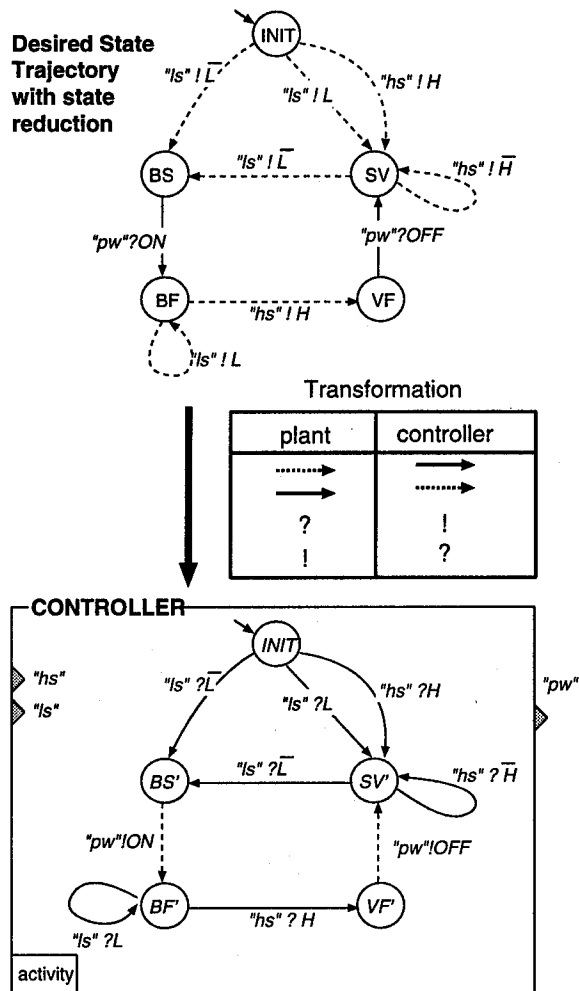 Desired State
Trajectory
with state
reduction
INIT
"ls" ! L̅
"ls" ! L
"hs" ! H
BS
"ls" ! L̅
SV
"hs" ! H̅
"pw"?ON
"pw"?OFF
BF
"hs" ! H
VF
"ls" ! L
Transformation
plant controller
? !
! ?
CONTROLLER
INIT
"hs"
"ls"
"pw"
"ls" ?L̅
"ls" ?L
"hs" ?H
BS'
"ls" ?L̅
SV'
"hs" ? H̅
"pw"!ON
"pw"!OFF
BF'
"hs" ? H
VF'
"ls" ?L
activity